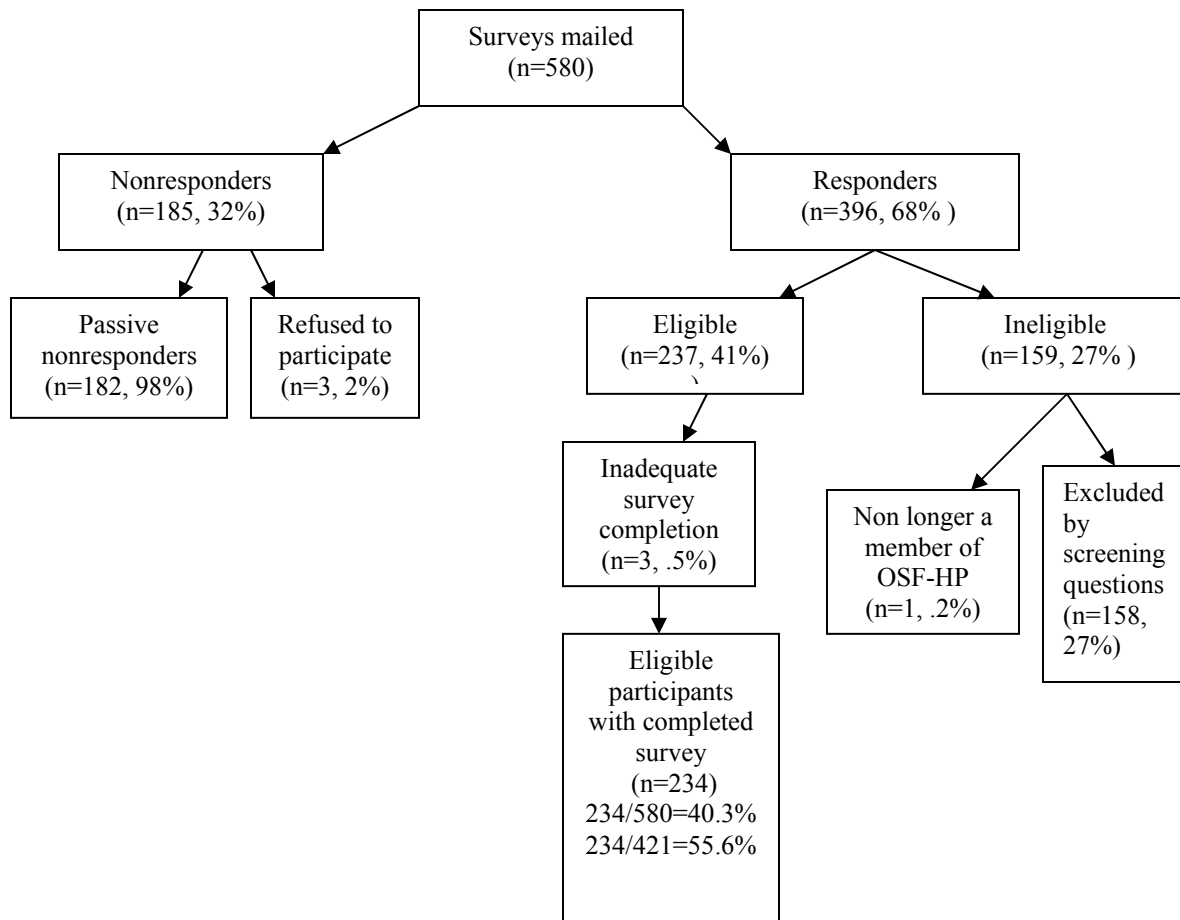 Surveys mailed
(n=580)
Nonresponders
(n=185, 32%)
Responders
(n=396, 68% )
Passive
nonresponders
(n=182, 98%)
Refused to
participate
(n=3, 2%)
Eligible
(n=237, 41%)
)
Ineligible
(n=159, 27% )
Inadequate
survey
completion
(n=3, .5%)
Non longer a
member of
OSF-HP
(n=1, .2%)
Excluded
by
screening
questions
(n=158,
27%)
Eligible
participants
with completed
survey
(n=234)
234/580=40.3%
234/421=55.6%